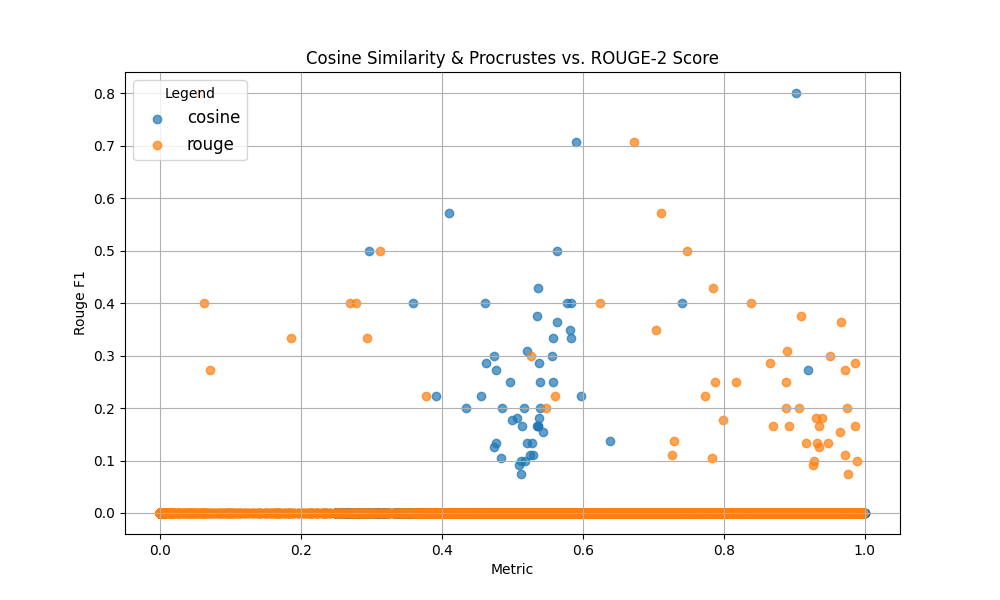 Cosine Similarity & Procrustes vs. ROUGE-2 Score
Legend
cosine
rouge
Rouge F1
0.8
0.7
0.6
0.5
0.4
0.3
0.2
0.1
0.0
0.0 0.2 0.4 0.6 0.8 1.0
Metric